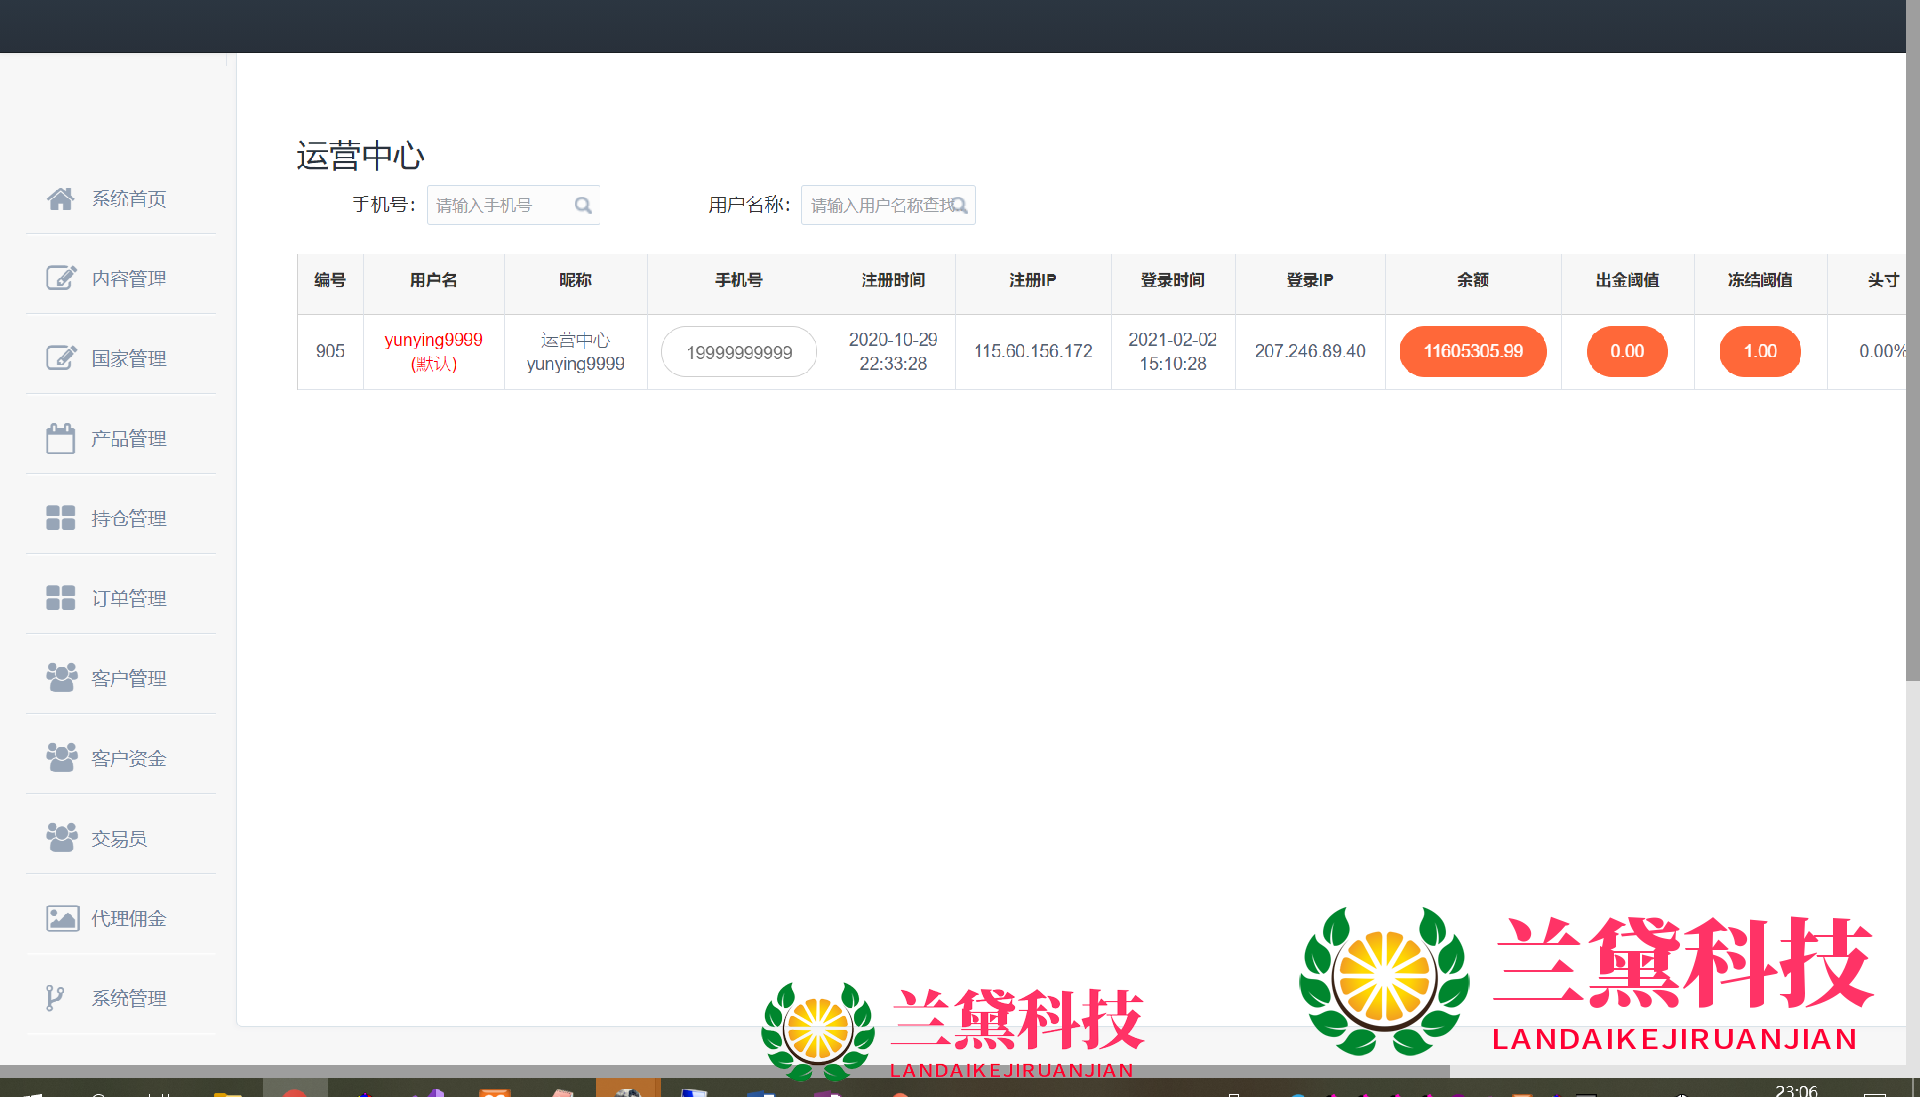 运营中心
手机号：
请输入手机号
用户名称：
请输入用户名称查找
编号 用户名 昵称 手机号 注册时间 注册IP 登录时间 登录IP 余额 出金阈值 冻结阈值 头寸
905 yunying9999 (默认) 运营中心 yunying9999 19999999999 2020-10-29 22:33:28 115.60.156.172 2021-02-02 15:10:28 207.246.89.40 11605305.99 0.00 1.00 0.00%
系统首页
内容管理
国家管理
产品管理
持仓管理
订单管理
客户管理
客户资金
交易员
代理佣金
系统管理
兰黛科技
LANDAIKEJIRUANJIAN
兰黛科技
LANDAIKEJIRUANJIAN
23:06